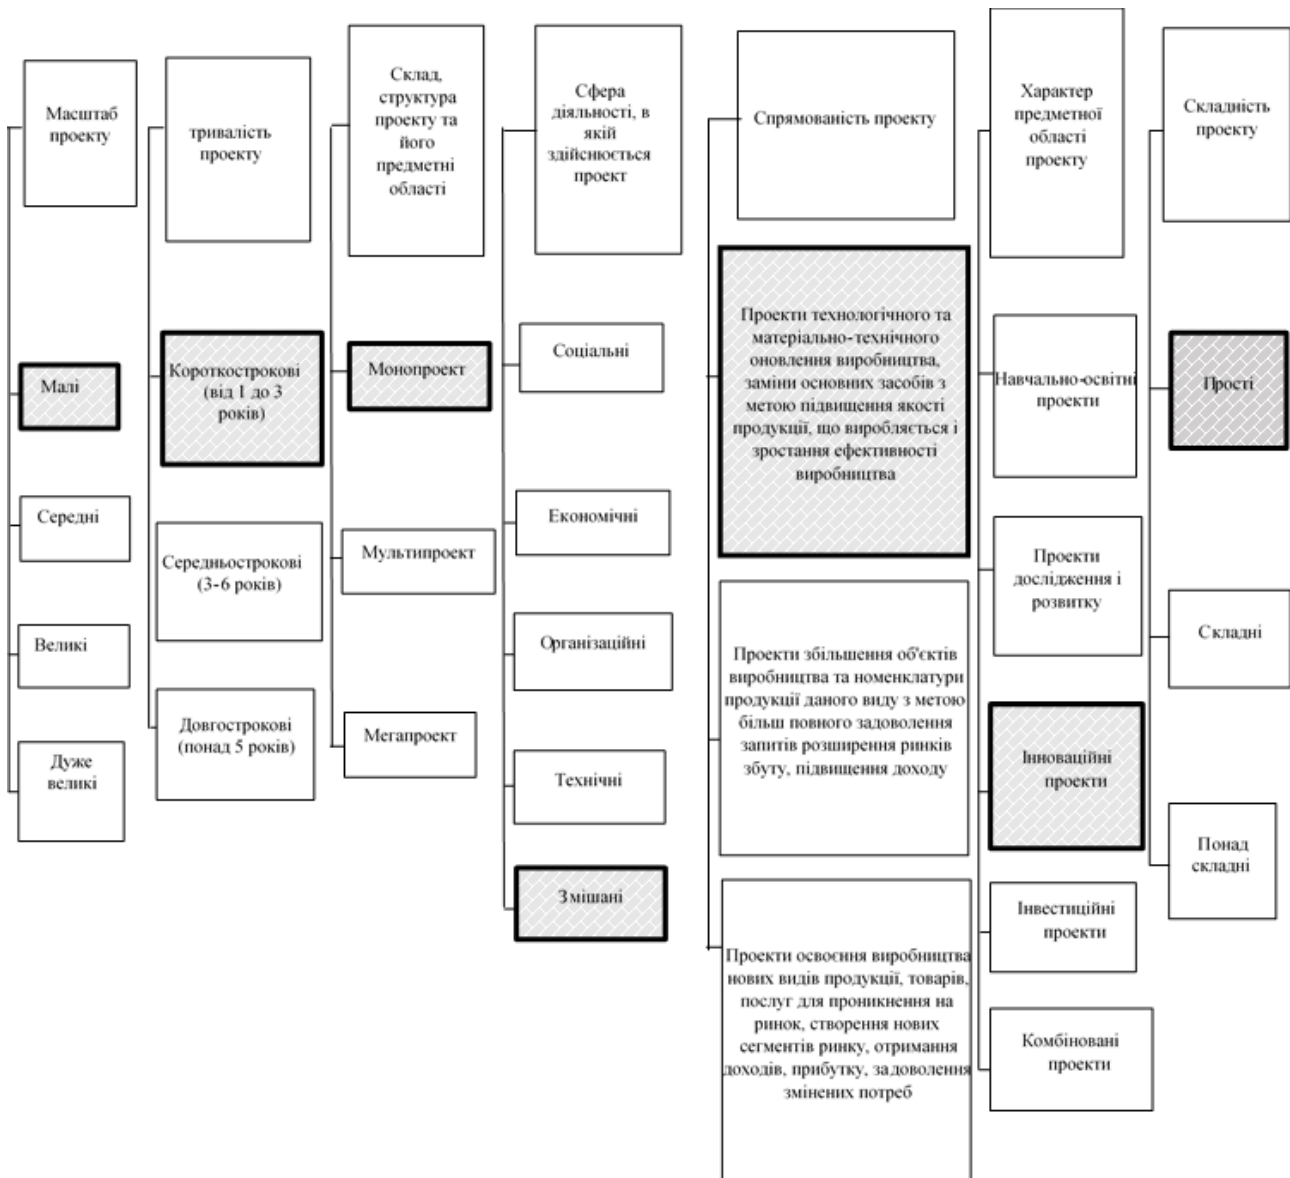 Масштаб
проекту
Малі
Середні
Великі
Дуже
великі
тривалість
проекту
Короткострокові
(від 1 до 3
років)
Середньострокові
(3-6 років)
Довгострокові
(понад 5 років)
Склад,
структура
проекту та
його
предметні
області
Монопроект
Мультипроект
Мегапроект
Сфера
діяльності, в
якій
здійснюється
проект
Соціальні
Економічні
Організаційні
Технічні
Змішані
Спрямованість проекту
Проекти технологічного та
матеріально-технічного
оновлення виробництва,
заміни основних засобів з
метою підвищення якості
продукції, що виробляється і
зростання ефективності
виробництва
Проекти збільшення об'єктів
виробництва та номенклатури
продукції даного виду з метою
більш повного задоволення
запитів розширення ринків
збуту, підвищення доходу
Проекти освоєння виробництва
нових видів продукції, товарів,
послуг для проникнення на
ринок, створення нових
сегментів ринку, отримання
доходів, прибутку, задоволення
змінених потреб
Характер
предметної
області
проекту
Навчально-освітні
проекти
Проекти
дослідження і
розвитку
Інноваційні
проекти
Інвестиційні
проекти
Комбіновані
проекти
Складність
проекту
Прості
Складні
Понад
складні